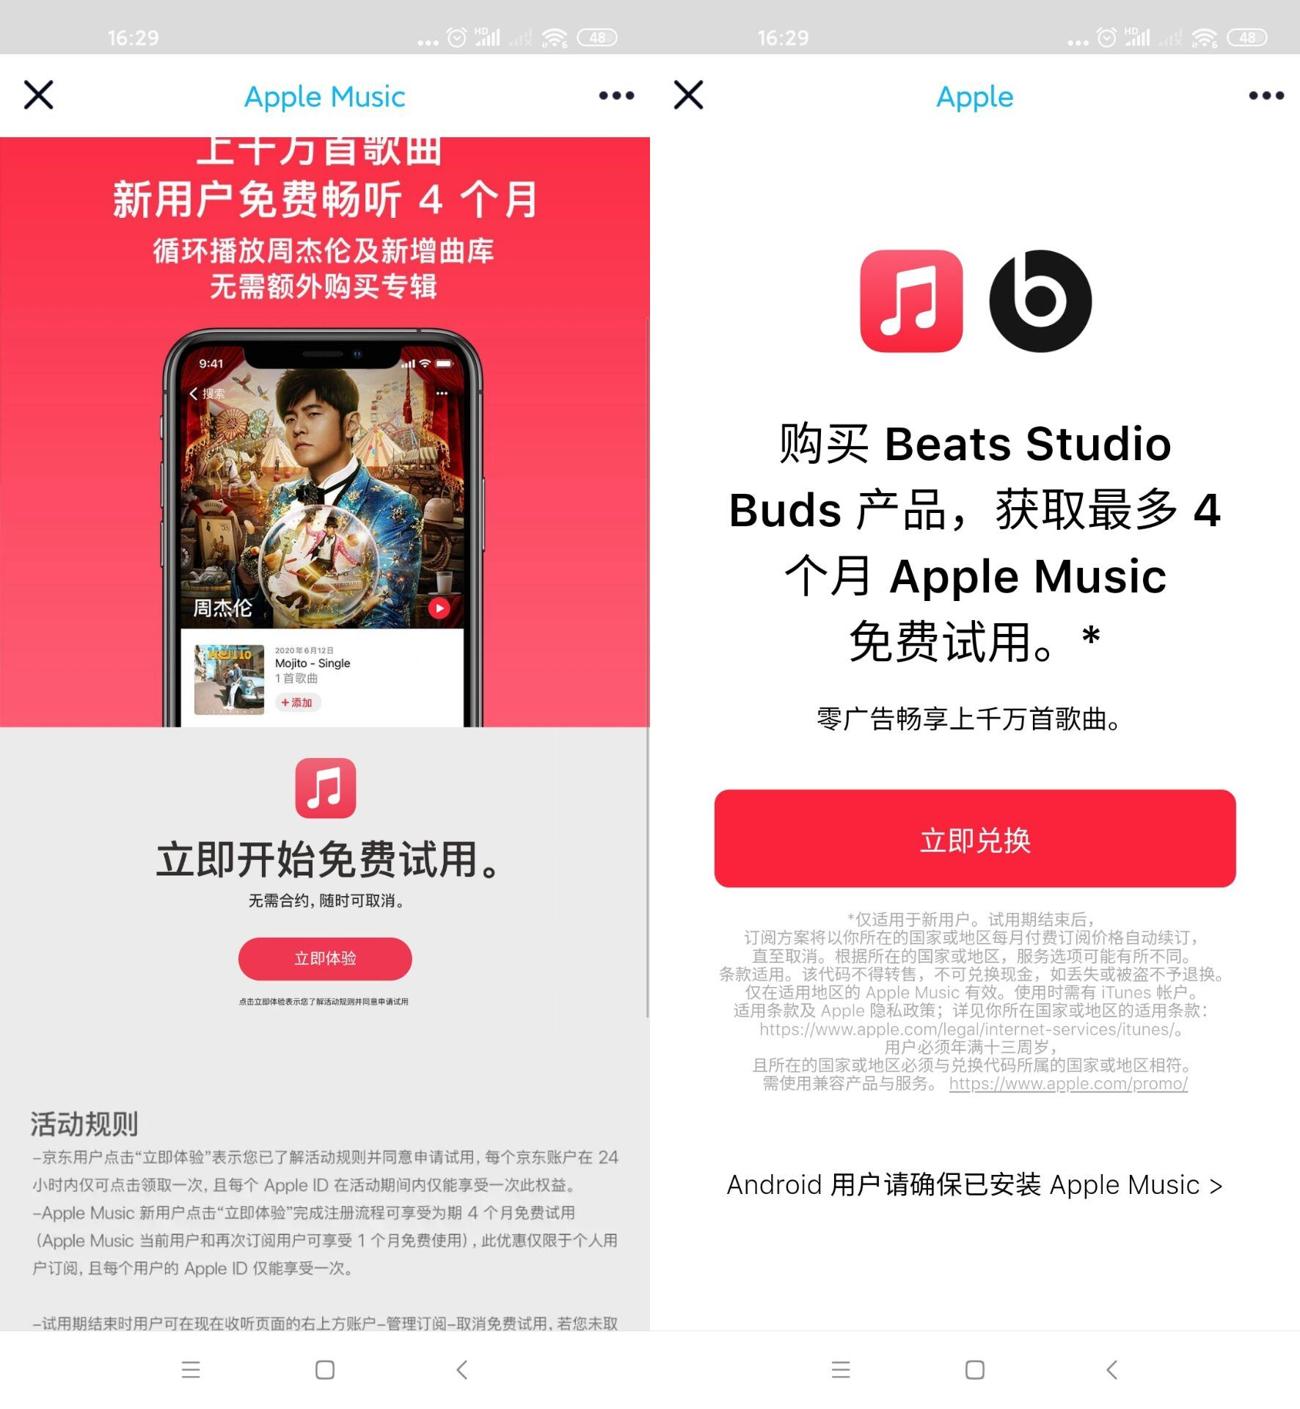 16:29
HD
48
Apple Music
上千万首歌曲
新用户免费畅听 4 个月
循环播放周杰伦及新增曲库
无需额外购买专辑
9:41
搜索
周杰伦
2020年6月12日
Mojito - Single
1 首歌曲
+添加
立即开始免费试用。
无需合约, 随时可取消。
立即体验
点击立即体验表示您了解活动规则并同意申请试用
活动规则
-京东用户点击“立即体验”表示您已了解活动规则并同意申请试用, 每个京东账户在 24
小时内仅可点击领取一次, 且每个 Apple ID 在活动期间内仅能享受一次此权益。
-Apple Music 新用户点击“立即体验”完成注册流程可享受为期 4 个月免费试用
(Apple Music 当前用户和再次订阅用户可享受 1 个月免费使用) , 此优惠仅限于个人用
户订阅, 且每个用户的 Apple ID 仅能享受一次。
-试用期结束时用户可在现在收听页面的右上方账户-管理订阅-取消免费试用, 若您未取
16:29
HD
48
Apple
购买 Beats Studio
Buds 产品，获取最多 4
个月 Apple Music
免费试用。*
零广告畅享上千万首歌曲。
立即兑换
*仅适用于新用户。试用期结束后，
订阅方案将以你所在的国家或地区每月付费订阅价格自动续订，
直至取消。根据所在的国家或地区，服务选项可能有所不同。
条款适用。该代码不得转售，不可兑换现金，如丢失或被盗不予退换。
仅在适用地区的 Apple Music 有效。使用时需有 iTunes 帐户。
适用条款及 Apple 隐私政策；详见你所在国家或地区的适用条款：
https://www.apple.com/legal/internet-services/itunes/。
用户必须年满十三周岁，
且所在的国家或地区必须与兑换代码所属的国家或地区相符。
需使用兼容产品与服务。 https://www.apple.com/promo/
Android 用户请确保已安装 Apple Music >